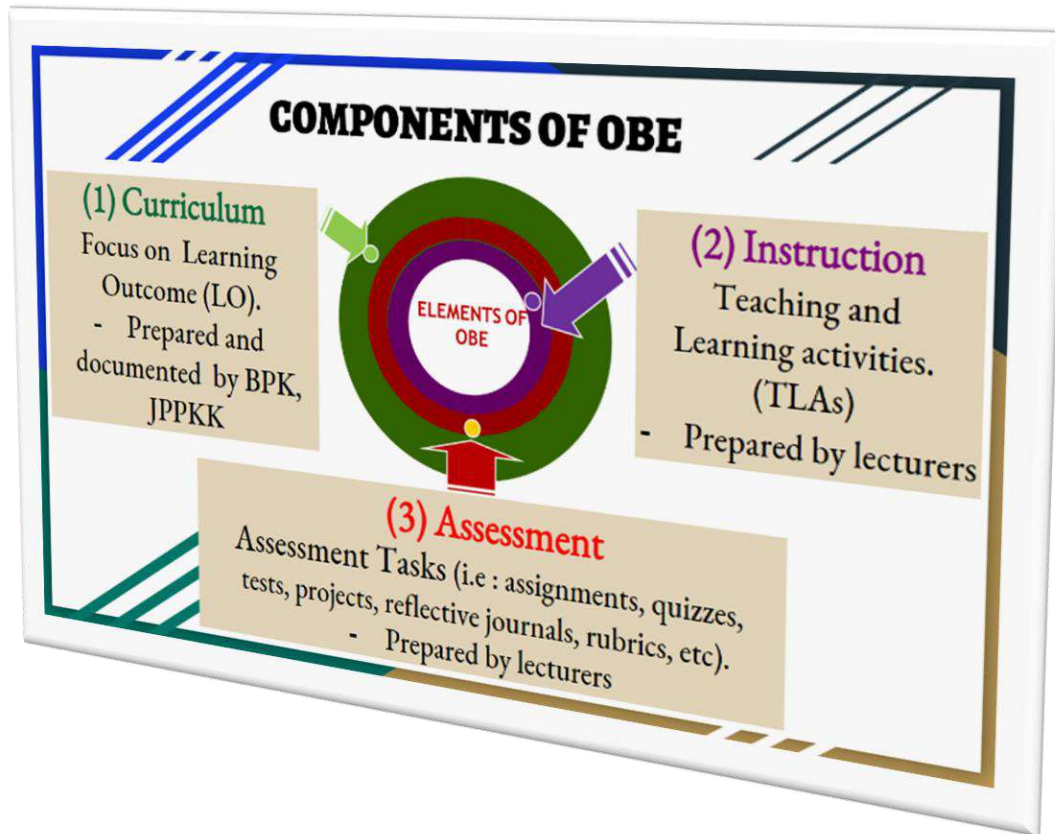 COMPONENTS OF OBE
(1) Curriculum
Focus on Learning
Outcome (LO).
- Prepared and
documented by BPK,
JPPKK
ELEMENTS OF
OBE
(2) Instruction
Teaching and
Learning activities.
(TLAs)
- Prepared by lecturers
(3) Assessment
Assessment Tasks (i.e : assignments, quizzes,
tests, projects, reflective journals, rubrics, etc).
- Prepared by lecturers